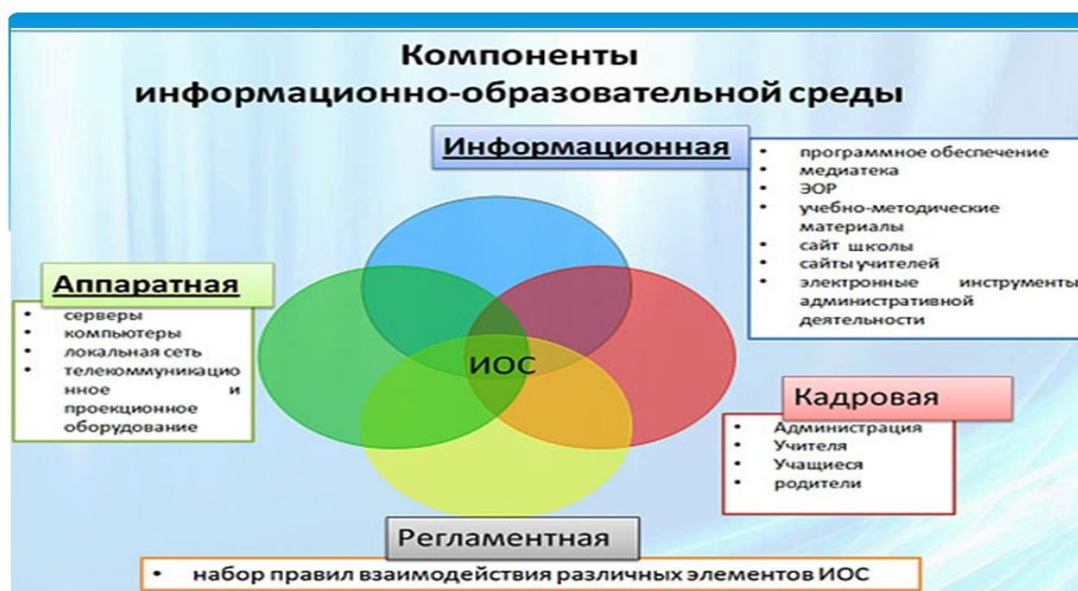 Компоненты
информационно-образовательной среды
Информационная
• программное обеспечение
• медиатека
• ЭОР
• учебно-методические
материалы
• сайт школы
• сайты учителей
• электронные инструменты
административной
деятельности
Аппаратная
• серверы
• компьютеры
• локальная сеть
• телекоммуникацио
нное и
проекционное
оборудование
ИОС
Кадровая
• Администрация
• Учителя
• Учащиеся
• родители
Регламентная
• набор правил взаимодействия различных элементов ИОС